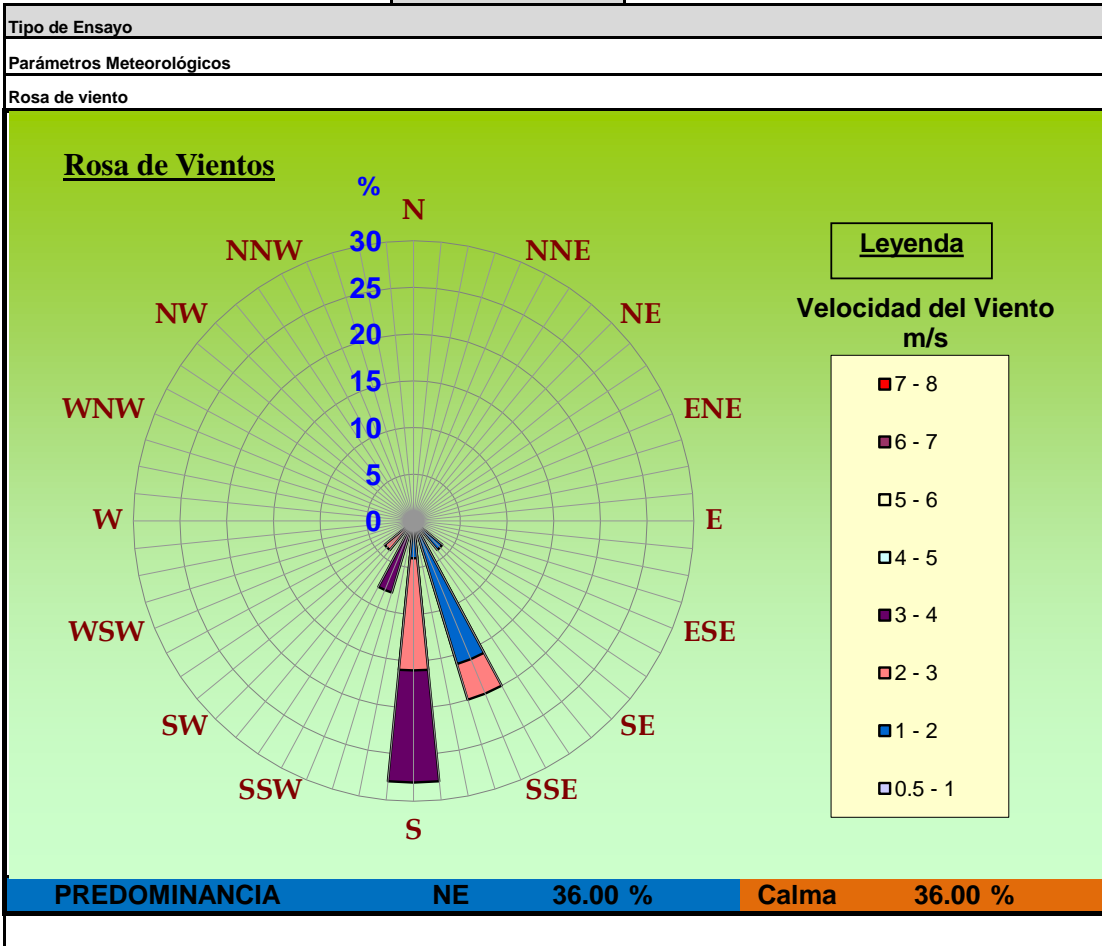 Tipo de Ensayo
Parámetros Meteorológicos
Rosa de viento
Rosa de Vientos
%
N
NNE
NE
ENE
E
ESE
SE
SSE
S
SSW
SW
WSW
W
WNW
NW
NNW
30
25
20
15
10
5
0
Leyenda
Velocidad del Viento
m/s
7 - 8
6 - 7
5 - 6
4 - 5
3 - 4
2 - 3
1 - 2
0.5 - 1
PREDOMINANCIA NE 36.00 % Calma 36.00 %